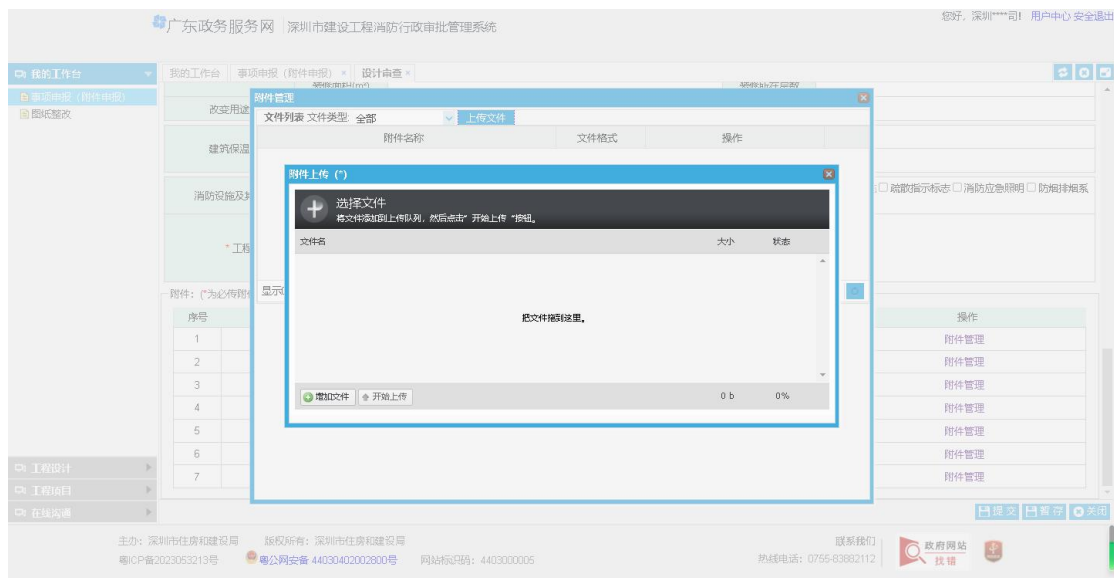 您好，深圳****司! 用户中心 安全退出
广东政务服务网 深圳市建设工程消防行政审批管理系统
我的工作台
我的工作台 事项申报（附件申报） × 设计审查 ×
事项申报（附件申报）
图纸整改
装修面积(m²) 装修所在层数
改变用途
建筑保温
消防设施及其
疏散指示标志 消防应急照明 防烟排烟系
* 工程
附件管理
文件列表 文件类型: 全部 上传文件
附件名称 文件格式 操作
附件上传 (*)
选择文件
将文件添加到上传队列，然后点击“ 开始上传 “按钮。
文件名 大小 状态
把文件拖到这里。
增加文件 开始上传 0 b 0%
附件：(*为必传附件
显示
序号 操作
1 附件管理
2 附件管理
3 附件管理
4 附件管理
5 附件管理
6 附件管理
7 附件管理
工程设计
工程项目
在线沟通
提 交 暂 存 关闭
主办：深圳市住房和建设局 版权所有：深圳市住房和建设局 联系我们
粤ICP备2023053213号 粤公网安备 44030402002800号 网站标识码：4403000005 热线电话：0755-83882112
政府网站
找错